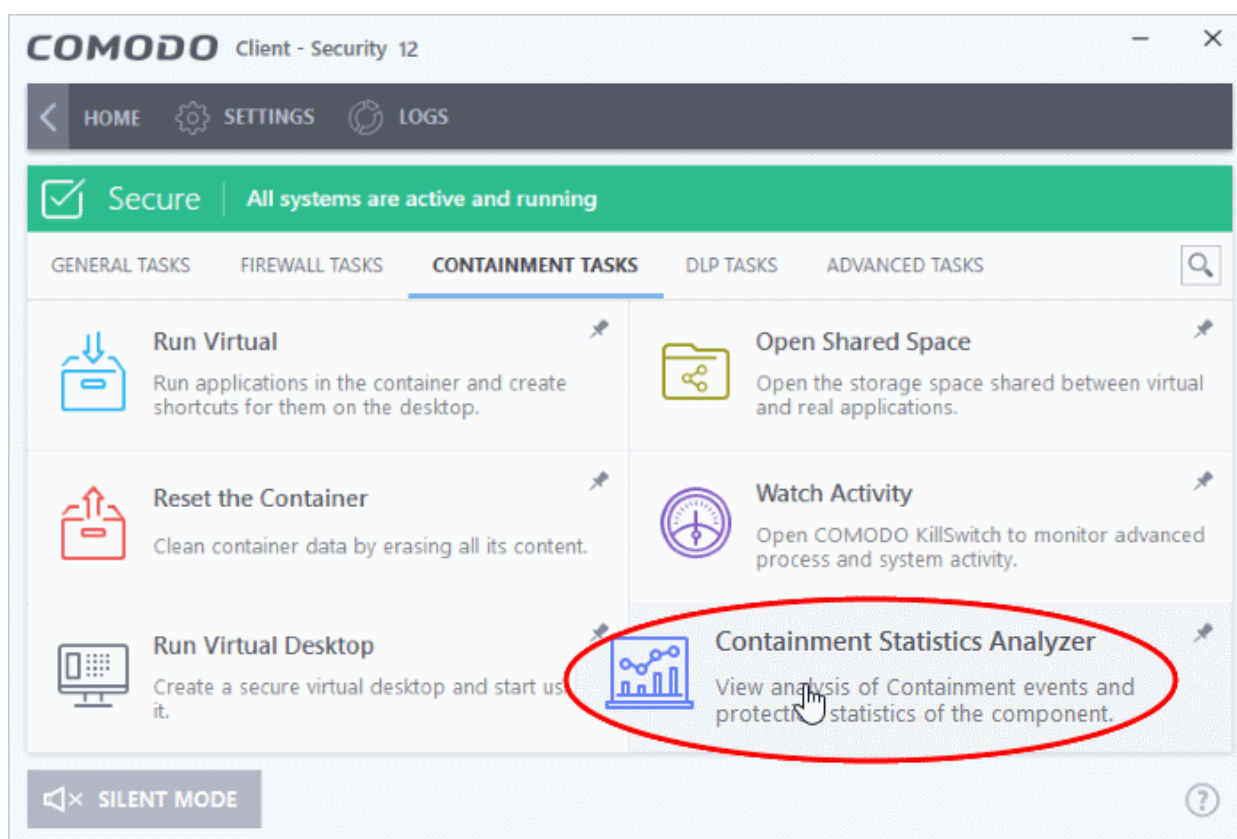 COMODO Client - Security 12
HOME SETTINGS LOGS
Secure All systems are active and running
GENERAL TASKS FIREWALL TASKS CONTAINMENT TASKS DLP TASKS ADVANCED TASKS
Run Virtual
Run applications in the container and create
shortcuts for them on the desktop.
Open Shared Space
Open the storage space shared between virtual
and real applications.
Reset the Container
Clean container data by erasing all its content.
Watch Activity
Open COMODO KillSwitch to monitor advanced
process and system activity.
Run Virtual Desktop
Create a secure virtual desktop and start us
it.
Containment Statistics Analyzer
View analysis of Containment events and
protection statistics of the component.
SILENT MODE
?